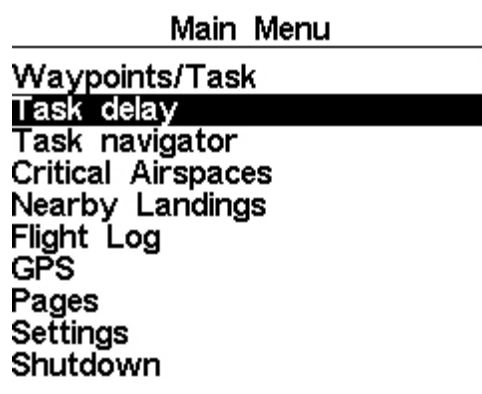 Main Menu
Waypoints/Task
Task delay
Task navigator
Critical Airspaces
Nearby Landings
Flight Log
GPS
Pages
Settings
Shutdown